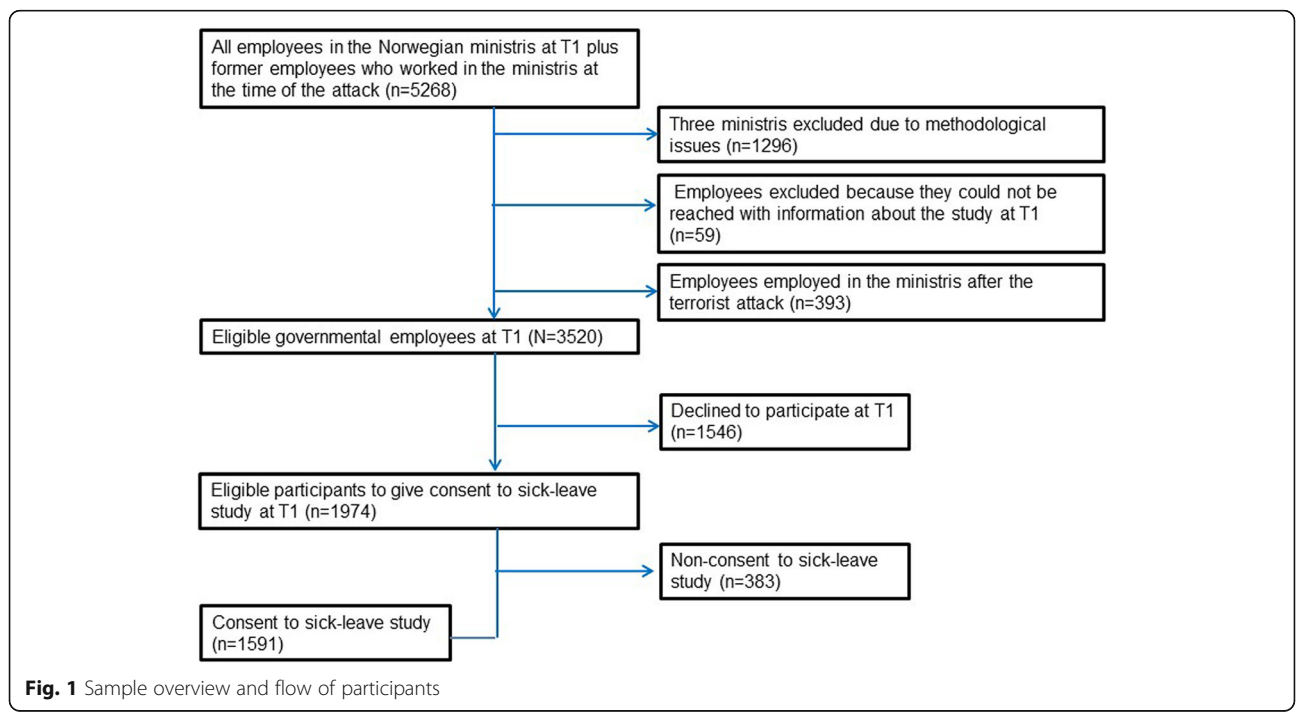 All employees in the Norwegian ministris at T1 plus
former employees who worked in the ministris at
the time of the attack (n=5268)
Three ministris excluded due to methodological
issues (n=1296)
Employees excluded because they could not be
reached with information about the study at T1
(n=59)
Employees employed in the ministris after the
terrorist attack (n=393)
Eligible governmental employees at T1 (N=3520)
Declined to participate at T1
(n=1546)
Eligible participants to give consent to sick-leave
study at T1 (n=1974)
Non-consent to sick-leave
study (n=383)
Consent to sick-leave study
(n=1591)
Fig. 1 Sample overview and flow of participants